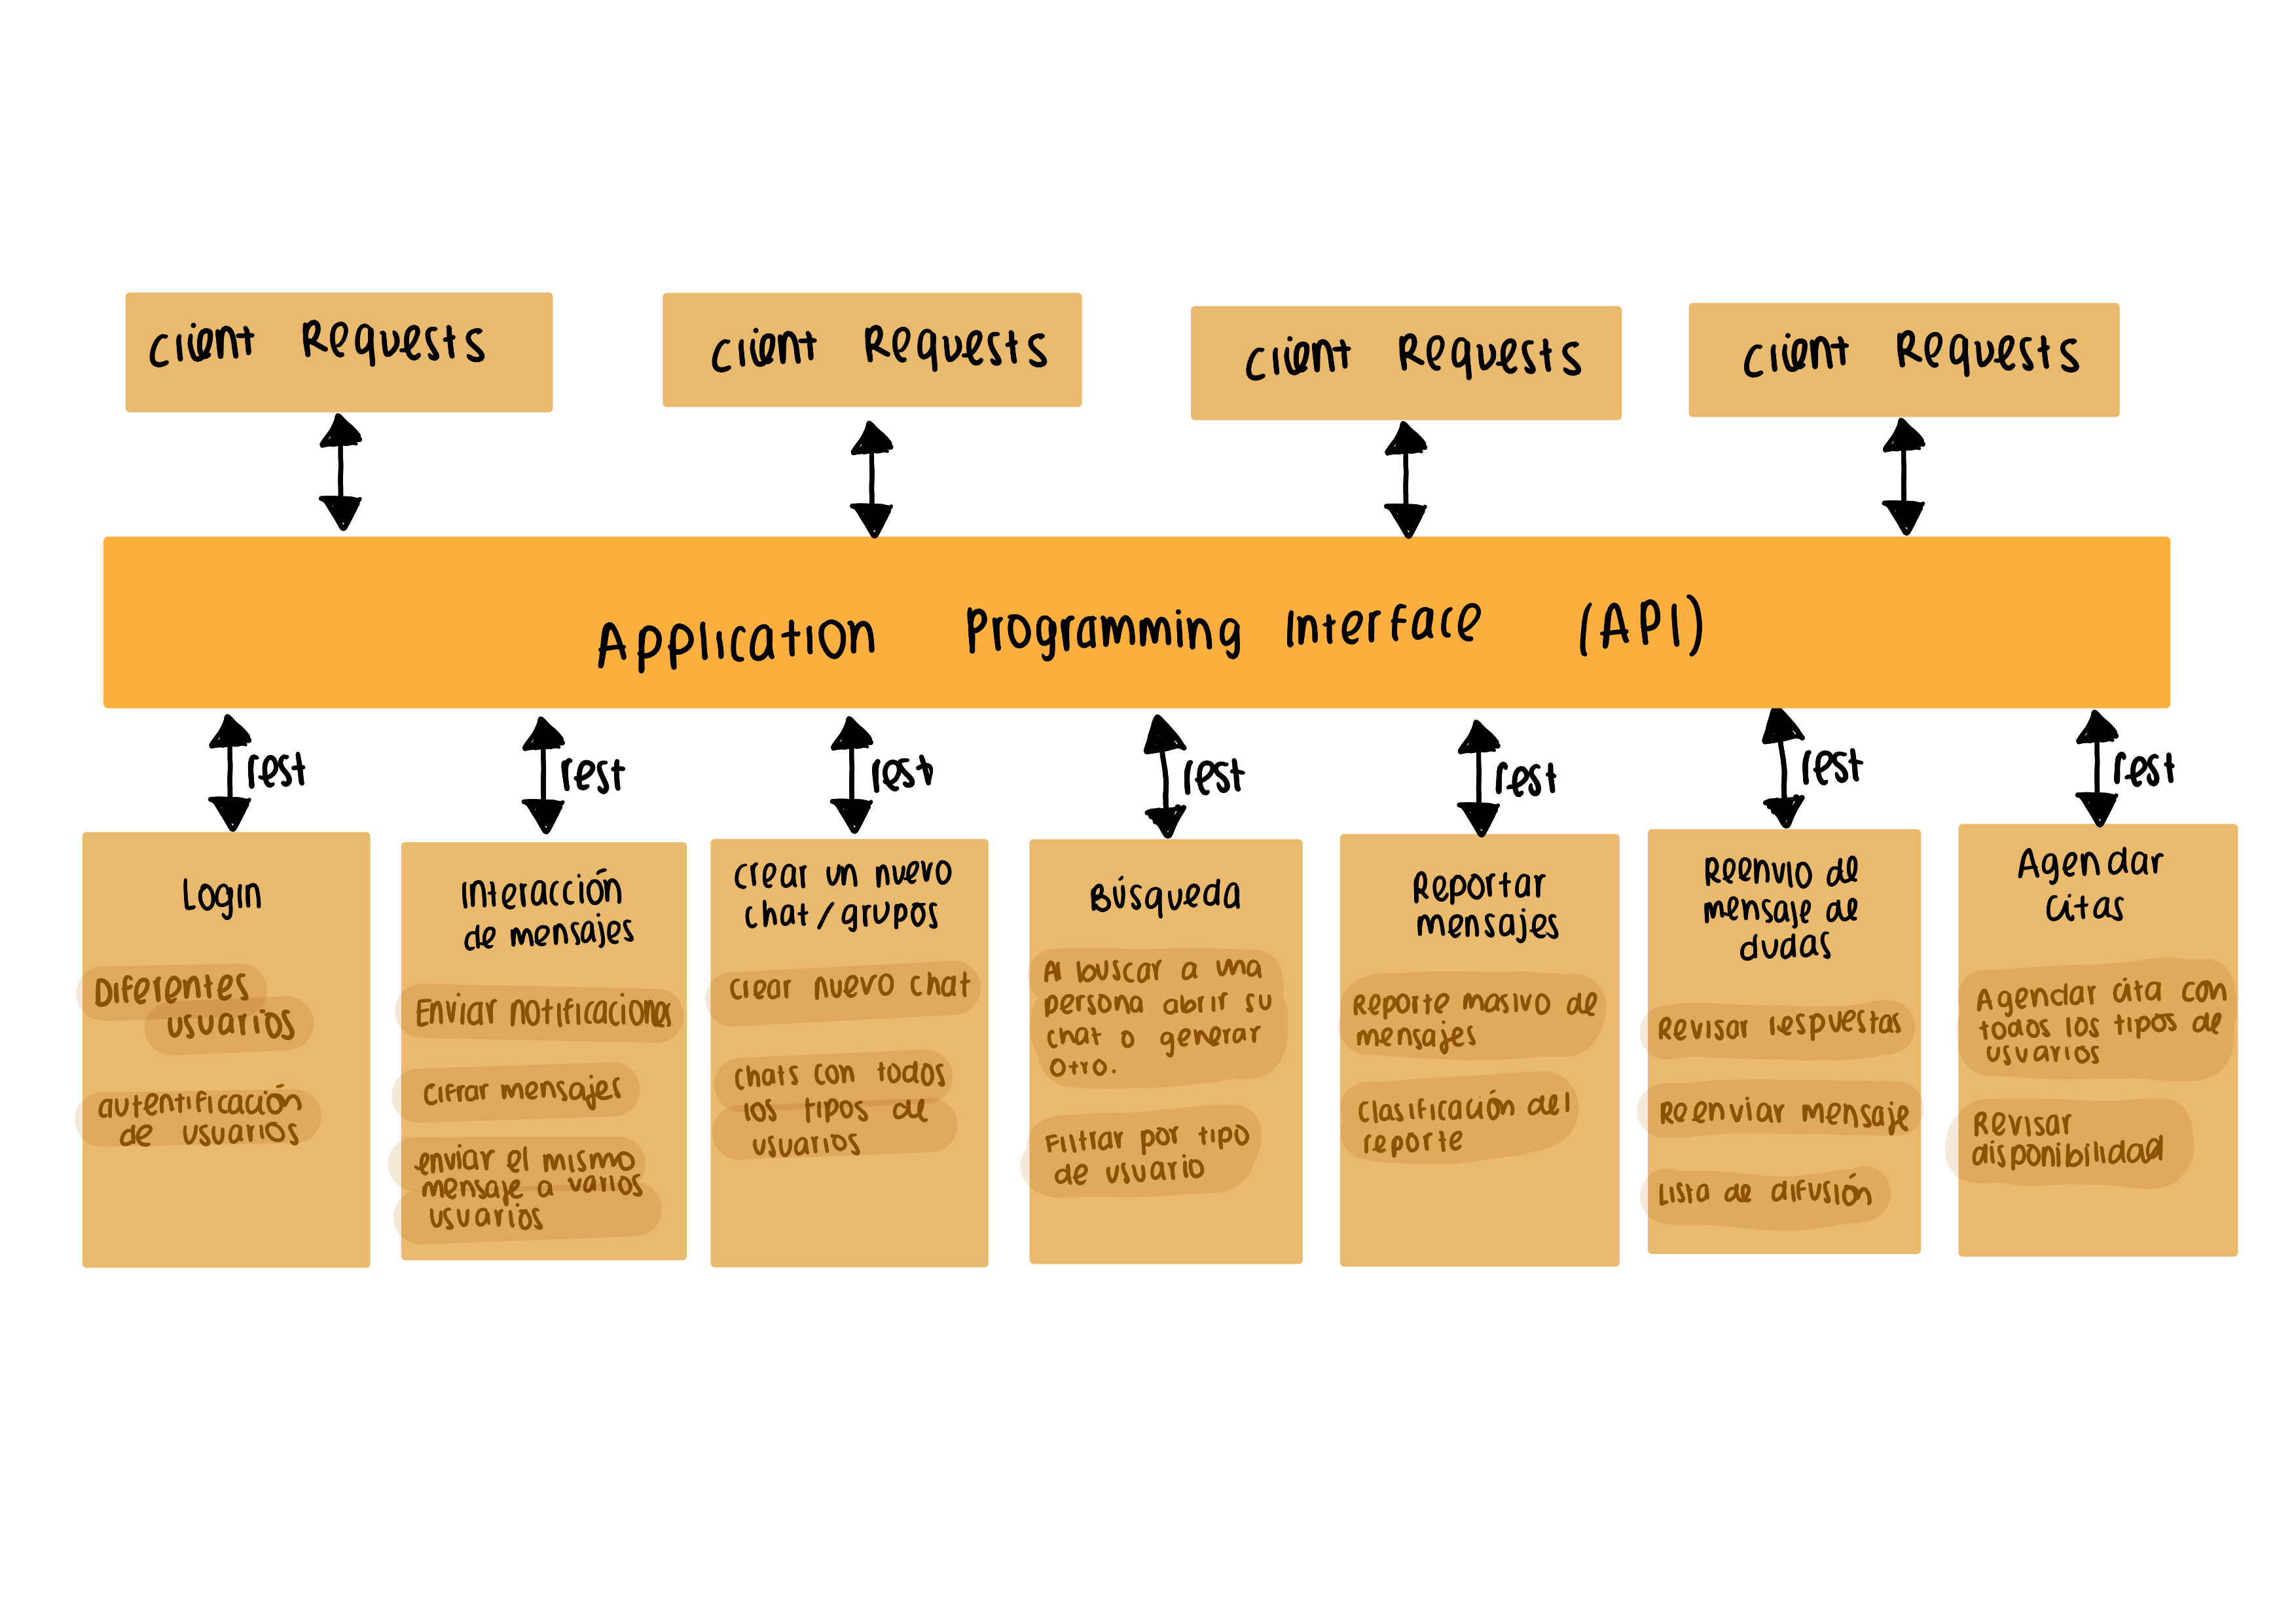 Client Requests
Client Requests
Client Requests
Client Requests
Application Programming Interface (API)
rest
rest
rest
rest
rest
rest
rest
Login
Diferentes
usuarios
autentificación
de usuarios
Interacción
de mensajes
Enviar notificaciones
cifrar mensajes
enviar el mismo
mensaje a varios
usuarios
crear un nuevo
chat/grupos
crear nuevo chat
chats con todos
los tipos de
usuarios
Búsqueda
Al buscar a una
persona abrir su
chat o generar
otro.
Filtrar por tipo
de usuario
Reportar
mensajes
Reporte masivo de
mensajes
Clasificación del
reporte
Reenvio de
mensaje de
dudas
Revisar respuestas
Reenviar mensaje
Lista de difusión
Agendar
citas
Agendar cita con
todos los tipos de
usuarios
Revisar
disponibilidad